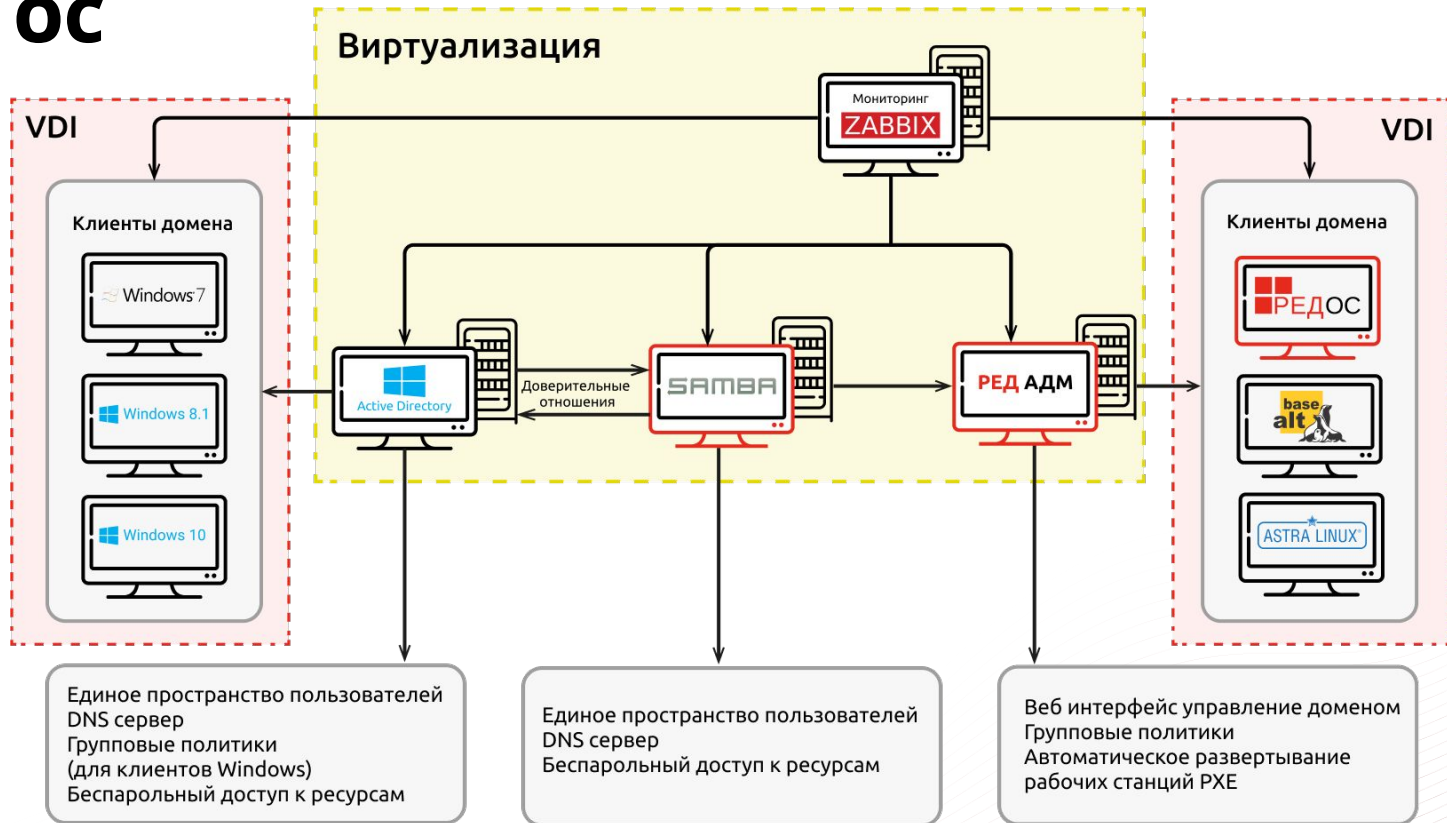 ОС
Виртуализация
Мониторинг
ZABBIX
VDI
Клиенты домена
Windows 7
Windows 8.1
Windows 10
Active Directory
Доверительные
отношения
SAMBA
РЕД АДМ
VDI
Клиенты домена
РЕДОС
base
alt
ASTRA LINUX®
Единое пространство пользователей
DNS сервер
Групповые политики
(для клиентов Windows)
Беспарольный доступ к ресурсам
Единое пространство пользователей
DNS сервер
Беспарольный доступ к ресурсам
Веб интерфейс управление доменом
Групповые политики
Автоматическое развертывание
рабочих станций PXE